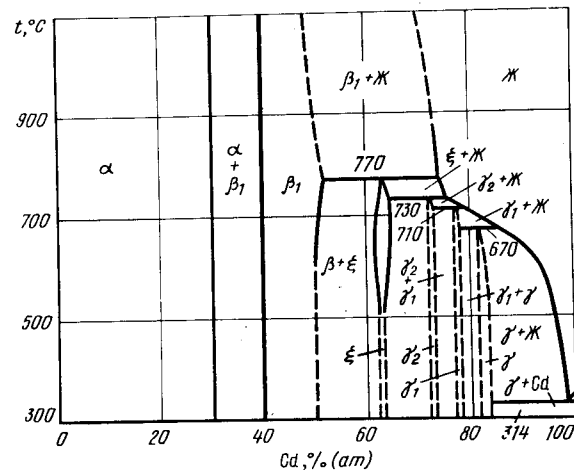 t,°C
900
700
500
300
0
20
40
60
80
100
Cd,% (ат)
α
α
+
β₁
β₁
β₁+Ж
Ж
770
ξ+Ж
γ₂+Ж
730
710
γ₁+Ж
670
β+ξ
γ₂
+
γ₁
γ₁+γ
γ+Ж
ξ
γ₂
γ₁
γ
γ+Cd
314